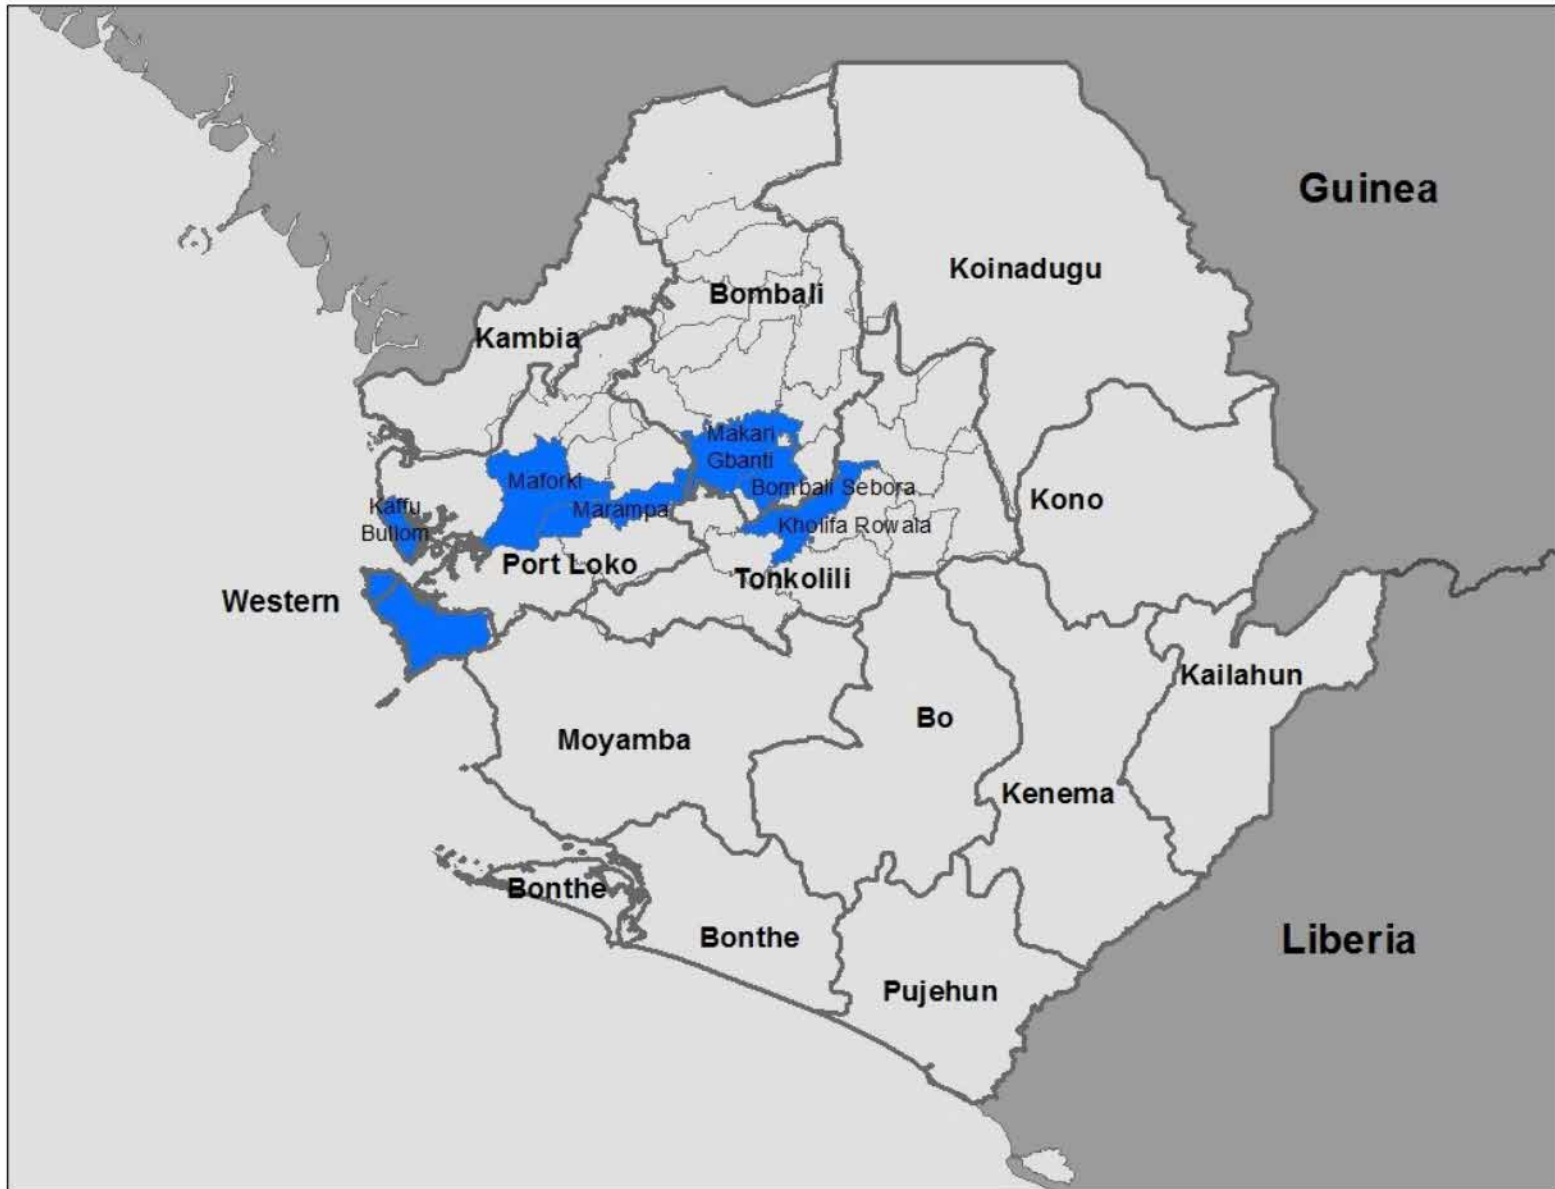 Guinea
Koinadugu
Bombali
Kambia
Makari
Gbanti
Maforki
Bombali Sebora
Kono
Kaffu
Bullom
Marampa
Kholifa Rowala
Port Loko
Tonkolili
Western
Kailahun
Bo
Moyamba
Kenema
Bonthe
Bonthe
Liberia
Pujehun